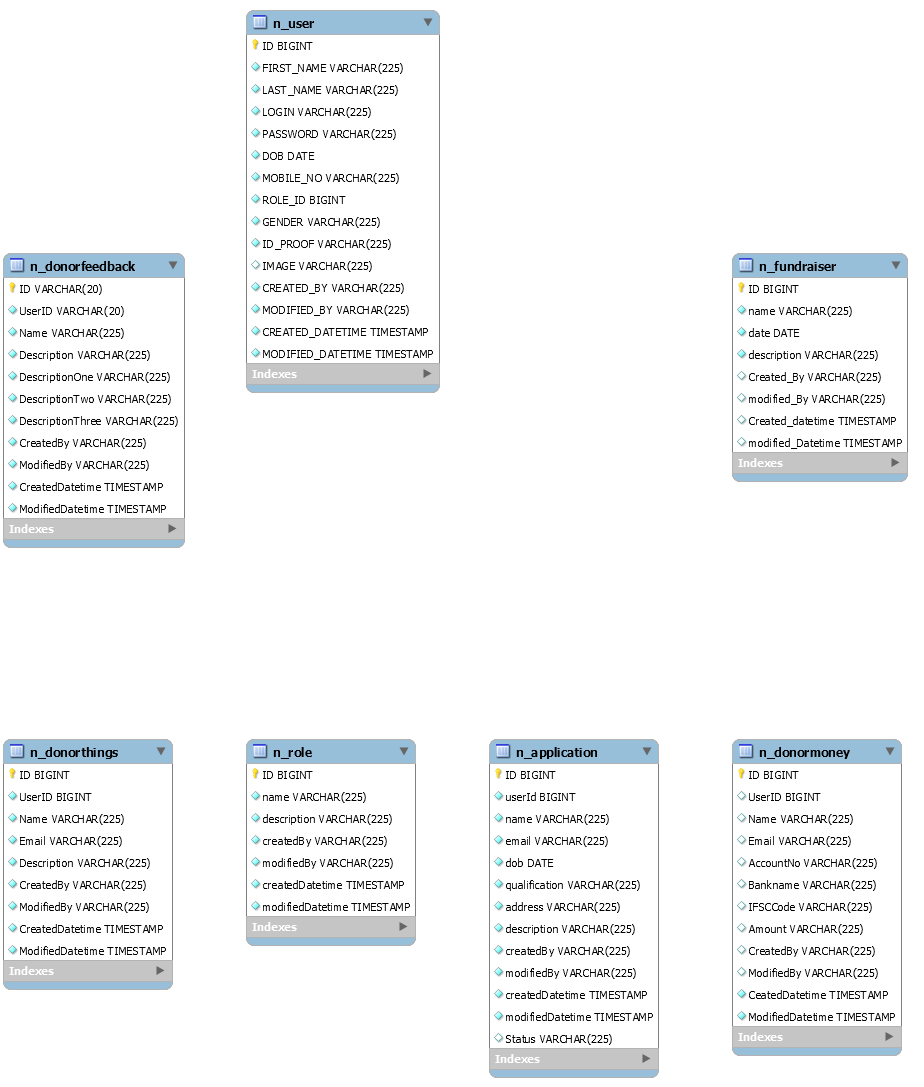 n_user
ID BIGINT
FIRST_NAME VARCHAR(225)
LAST_NAME VARCHAR(225)
LOGIN VARCHAR(225)
PASSWORD VARCHAR(225)
DOB DATE
MOBILE_NO VARCHAR(225)
ROLE_ID BIGINT
GENDER VARCHAR(225)
ID_PROOF VARCHAR(225)
IMAGE VARCHAR(225)
CREATED_BY VARCHAR(225)
MODIFIED_BY VARCHAR(225)
CREATED_DATETIME TIMESTAMP
MODIFIED_DATETIME TIMESTAMP
Indexes
n_donorfeedback
ID VARCHAR(20)
UserID VARCHAR(20)
Name VARCHAR(225)
Description VARCHAR(225)
DescriptionOne VARCHAR(225)
DescriptionTwo VARCHAR(225)
DescriptionThree VARCHAR(225)
CreatedBy VARCHAR(225)
ModifiedBy VARCHAR(225)
CreatedDatetime TIMESTAMP
ModifiedDatetime TIMESTAMP
Indexes
n_fundraiser
ID BIGINT
name VARCHAR(225)
date DATE
description VARCHAR(225)
Created_By VARCHAR(225)
modified_By VARCHAR(225)
Created_datetime TIMESTAMP
modified_Datetime TIMESTAMP
Indexes
n_donorthings
ID BIGINT
UserID BIGINT
Name VARCHAR(225)
Email VARCHAR(225)
Description VARCHAR(225)
CreatedBy VARCHAR(225)
ModifiedBy VARCHAR(225)
CreatedDatetime TIMESTAMP
ModifiedDatetime TIMESTAMP
Indexes
n_role
ID BIGINT
name VARCHAR(225)
description VARCHAR(225)
createdBy VARCHAR(225)
modifiedBy VARCHAR(225)
createdDatetime TIMESTAMP
modifiedDatetime TIMESTAMP
Indexes
n_application
ID BIGINT
userId BIGINT
name VARCHAR(225)
email VARCHAR(225)
dob DATE
qualification VARCHAR(225)
address VARCHAR(225)
description VARCHAR(225)
createdBy VARCHAR(225)
modifiedBy VARCHAR(225)
createdDatetime TIMESTAMP
modifiedDatetime TIMESTAMP
Status VARCHAR(225)
Indexes
n_donormoney
ID BIGINT
UserID BIGINT
Name VARCHAR(225)
Email VARCHAR(225)
AccountNo VARCHAR(225)
Bankname VARCHAR(225)
IFSCCode VARCHAR(225)
Amount VARCHAR(225)
CreatedBy VARCHAR(225)
ModifiedBy VARCHAR(225)
CeatedDatetime TIMESTAMP
ModifiedDatetime TIMESTAMP
Indexes